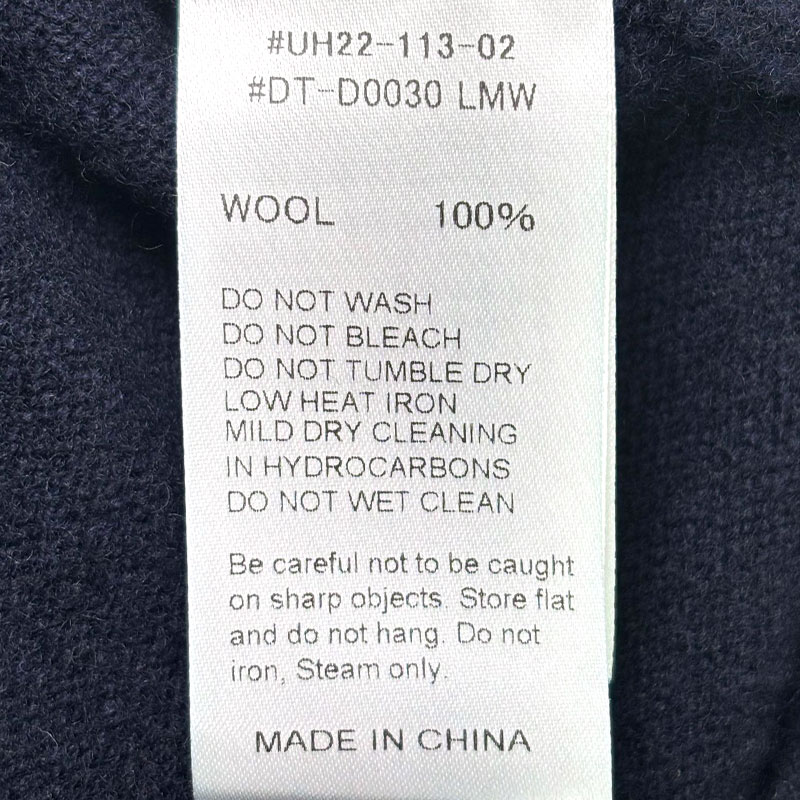 #UH22-113-02
#DT-D0030 LMW
WOOL 100%
DO NOT WASH
DO NOT BLEACH
DO NOT TUMBLE DRY
LOW HEAT IRON
MILD DRY CLEANING
IN HYDROCARBONS
DO NOT WET CLEAN
Be careful not to be caught
on sharp objects. Store flat
and do not hang. Do not
iron, Steam only.
MADE IN CHINA